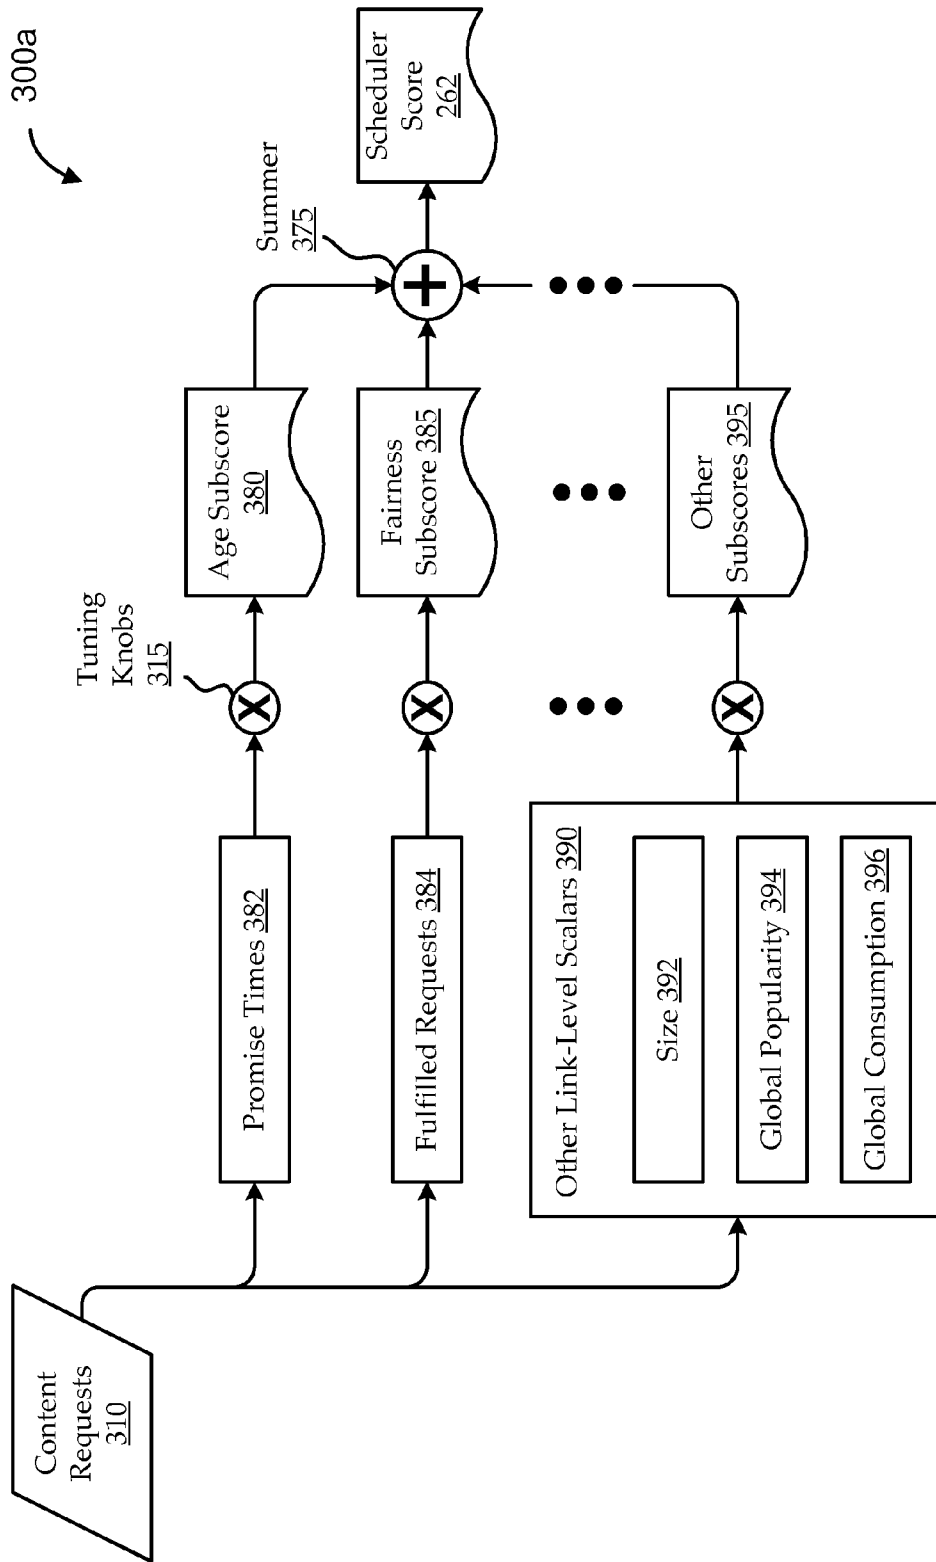 300a
Content
Requests
310
Promise Times 382
Tuning
Knobs
315
X
Age Subscore
380
Summer
375
+
Scheduler
Score
262
Fulfilled Requests 384
X
Fairness
Subscore 385
Other Link-Level Scalars 390
Size 392
Global Popularity 394
Global Consumption 396
X
Other
Subscores 395